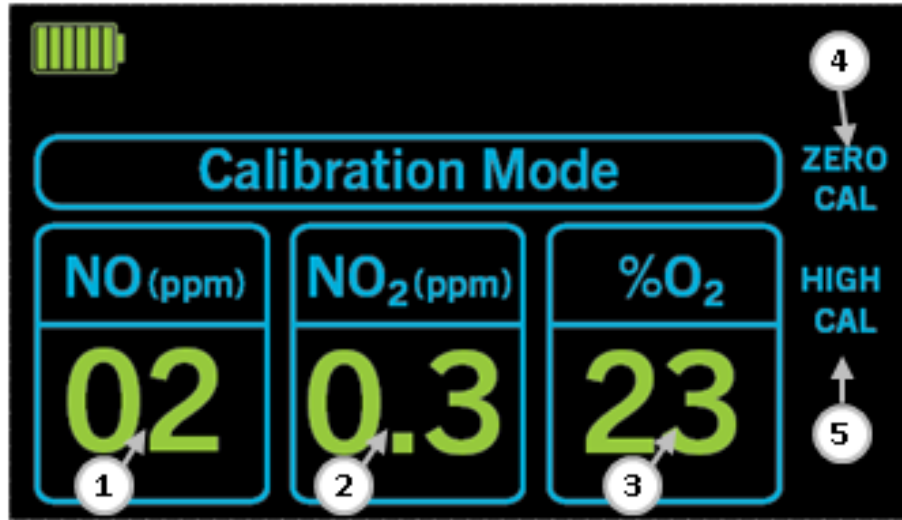 4
Calibration Mode
ZERO
CAL
NO (ppm)
NO₂ (ppm)
%O₂
HIGH
CAL
02
0.3
23
1
2
3
5